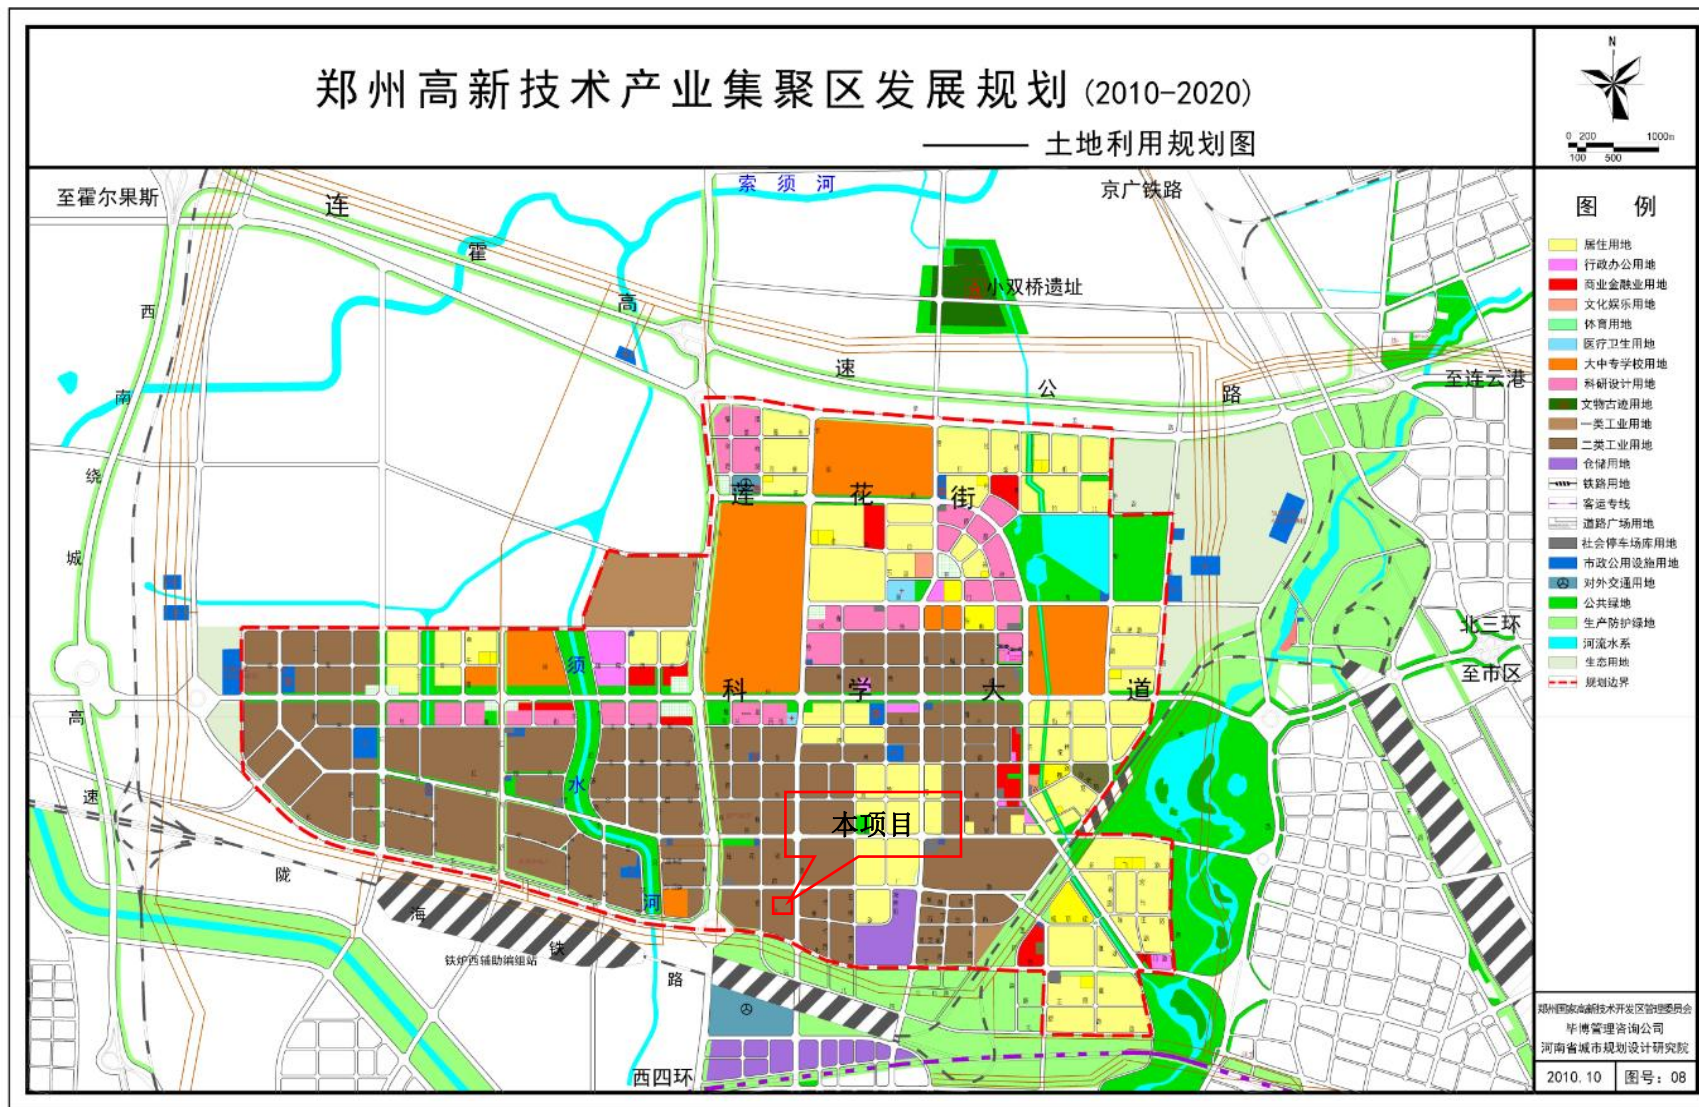 郑州高新技术产业集聚区发展规划(2010-2020)
土地利用规划图
N
0 200 1000m
100 500
至霍尔果斯
连
霍
高
速
公
路
索须河
京广铁路
小双桥遗址
至连云港
西
南
绕
城
高
速
莲花街
科学大道
须
水
河
北三环
至市区
本项目
陇
海
铁
路
铁炉西辅助编组站
西四环
图例
居住用地
行政办公用地
商业金融业用地
文化娱乐用地
体育用地
医疗卫生用地
大中专学校用地
科研设计用地
文物古迹用地
一类工业用地
二类工业用地
仓储用地
铁路用地
客运专线
道路广场用地
社会停车场库用地
市政公用设施用地
对外交通用地
公共绿地
生产防护绿地
河流水系
生态用地
规划边界
郑州国家高新技术开发区管理委员会
毕博管理咨询公司
河南省城市规划设计研究院
2010.10 图号：08